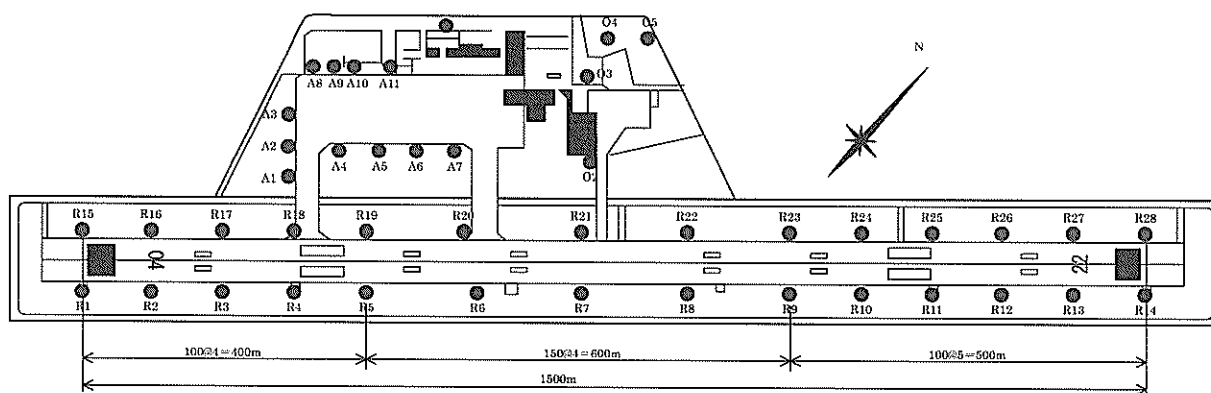 O4 O5
N
A8 A9 A10 A11
O3
A3
A2
A4 A5 A6 A7
A1
R15 R16 R17 R18 R19 R20 R21 R22 R23 R24 R25 R26 R27 R28
04
22
R1 R2 R3 R4 R5 R6 R7 R8 R9 R10 R11 R12 R13 R14
100@4=400m 150@4=600m 100@5=500m
1500m